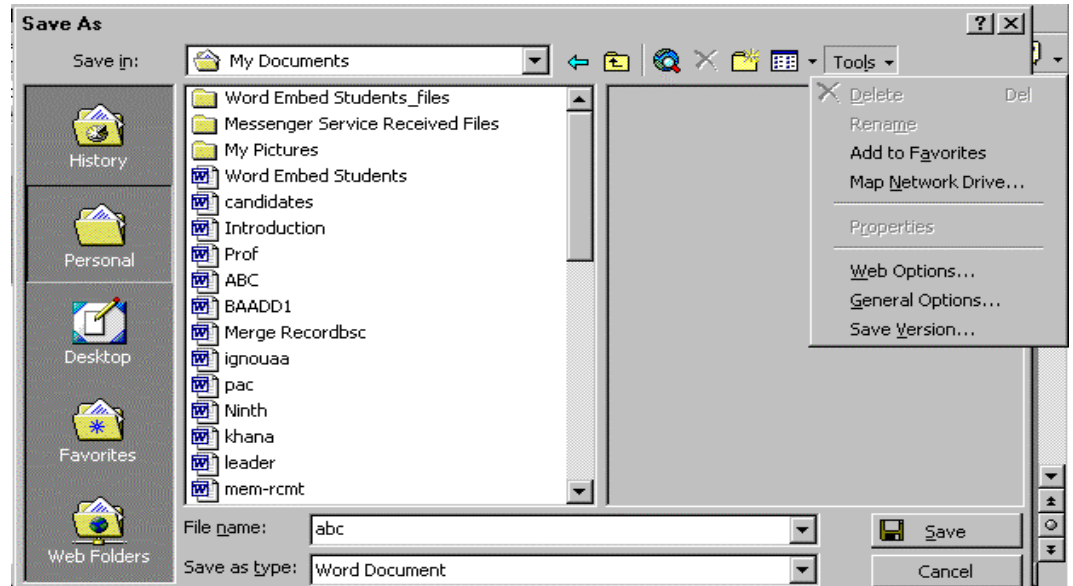 Save As
Save in:
My Documents
Tools
History
Personal
Desktop
Favorites
Web Folders
Word Embed Students_files
Messenger Service Received Files
My Pictures
Word Embed Students
candidates
Introduction
Prof
ABC
BAADD1
Merge Recordbsc
ignouaa
pac
Ninth
khana
leader
mem-rcmt
Delete Del
Rename
Add to Favorites
Map Network Drive...
Properties
Web Options...
General Options...
Save Version...
File name: abc
Save
Save as type: Word Document
Cancel